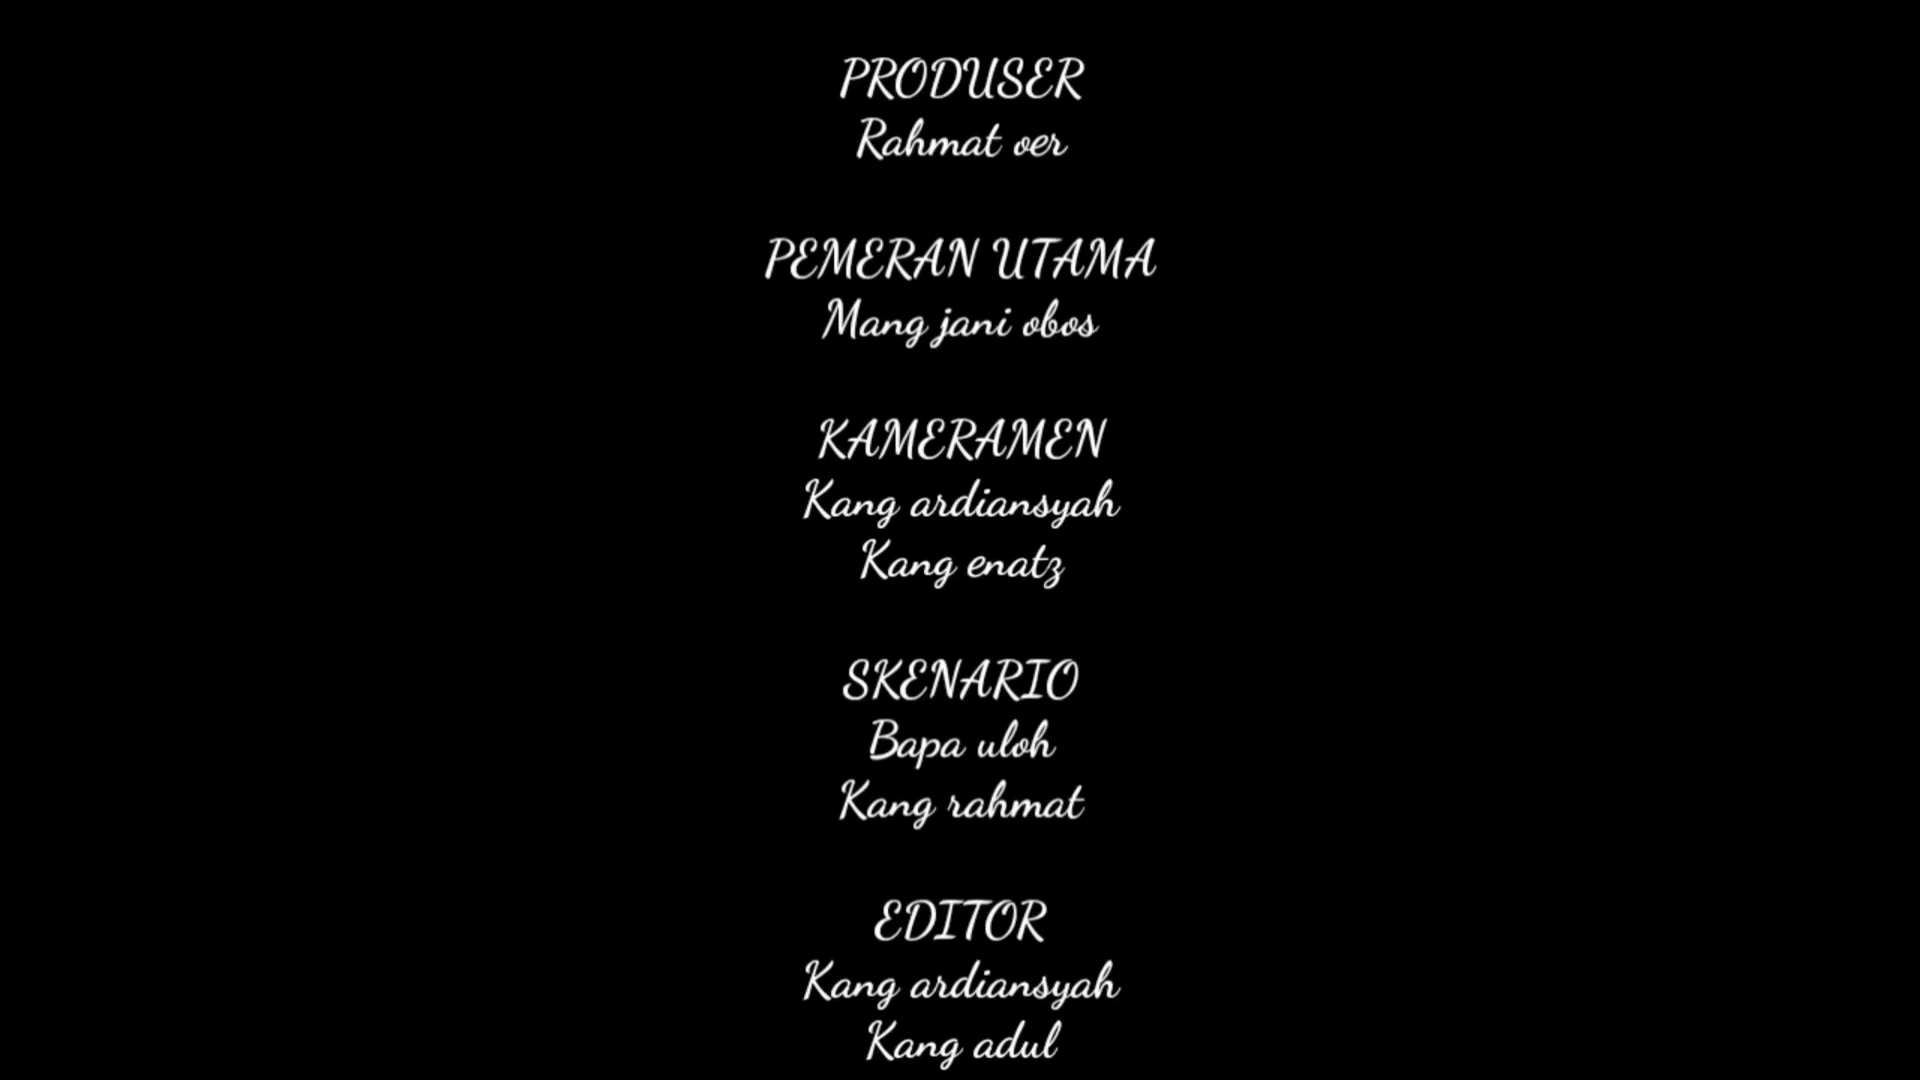 PRODUSER
Rahmat oer
PEMERAN UTAMA
Mang jani obos
KAMERAMEN
Kang ardiansyah
Kang enatz
SKENARIO
Bapa uloh
Kang rahmat
EDITOR
Kang ardiansyah
Kang adul